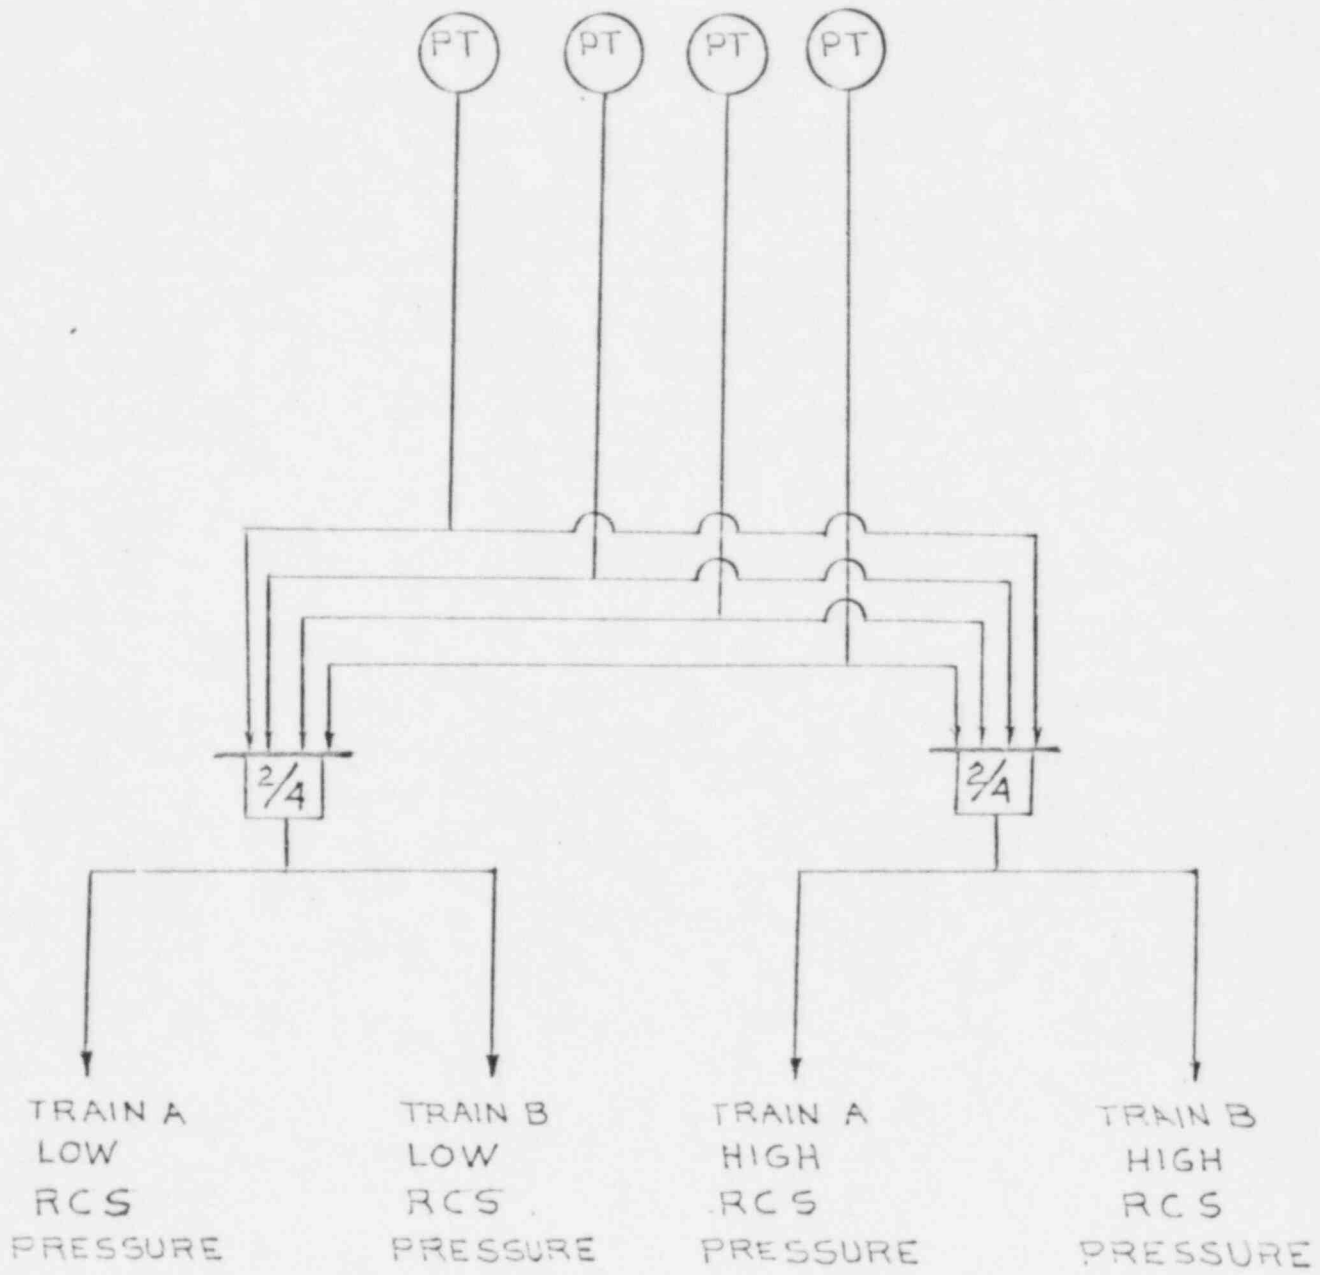 PT PT PT PT
2/4 2/4
TRAIN A
LOW
RCS
PRESSURE
TRAIN B
LOW
RCS
PRESSURE
TRAIN A
HIGH
RCS
PRESSURE
TRAIN B
HIGH
RCS
PRESSURE